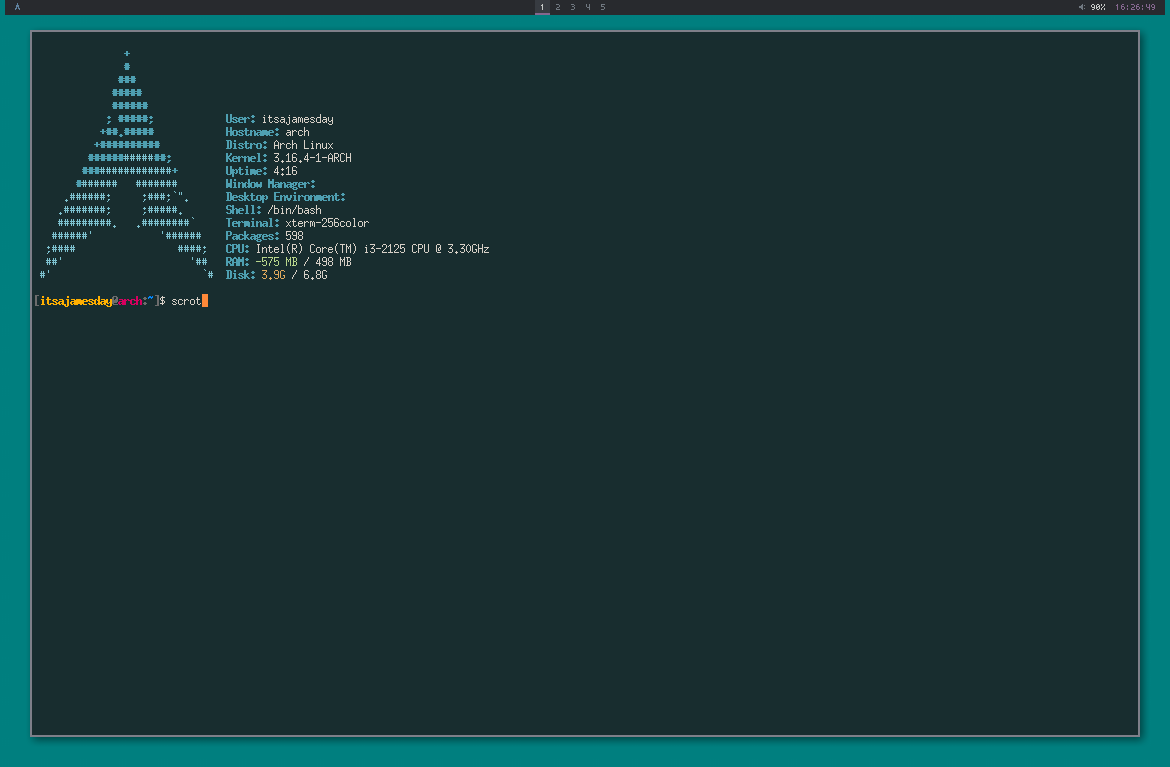 1 2 3 4 5 90% 16:26:49
User: itsajamesday
Hostname: arch
Distro: Arch Linux
Kernel: 3.16.4-1-ARCH
Uptime: 4:16
Window Manager:
Desktop Environment:
Shell: /bin/bash
Terminal: xterm-256color
Packages: 598
CPU: Intel(R) Core(TM) i3-2125 CPU @ 3.30GHz
RAM: -575 MB / 498 MB
Disk: 3.9G / 6.8G
[itsajamesday@arch:~]$ scrot